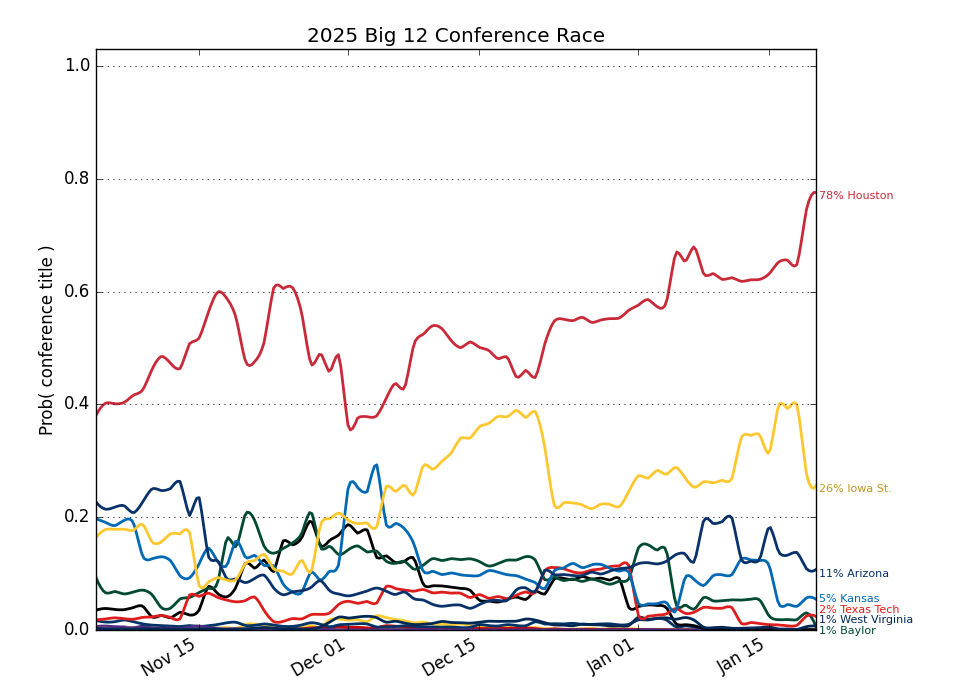 2025 Big 12 Conference Race
Prob( conference title )
1.0
0.8
0.6
0.4
0.2
0.0
78% Houston
26% Iowa St.
11% Arizona
5% Kansas
2% Texas Tech
1% West Virginia
1% Baylor
Nov 15
Dec 01
Dec 15
Jan 01
Jan 15